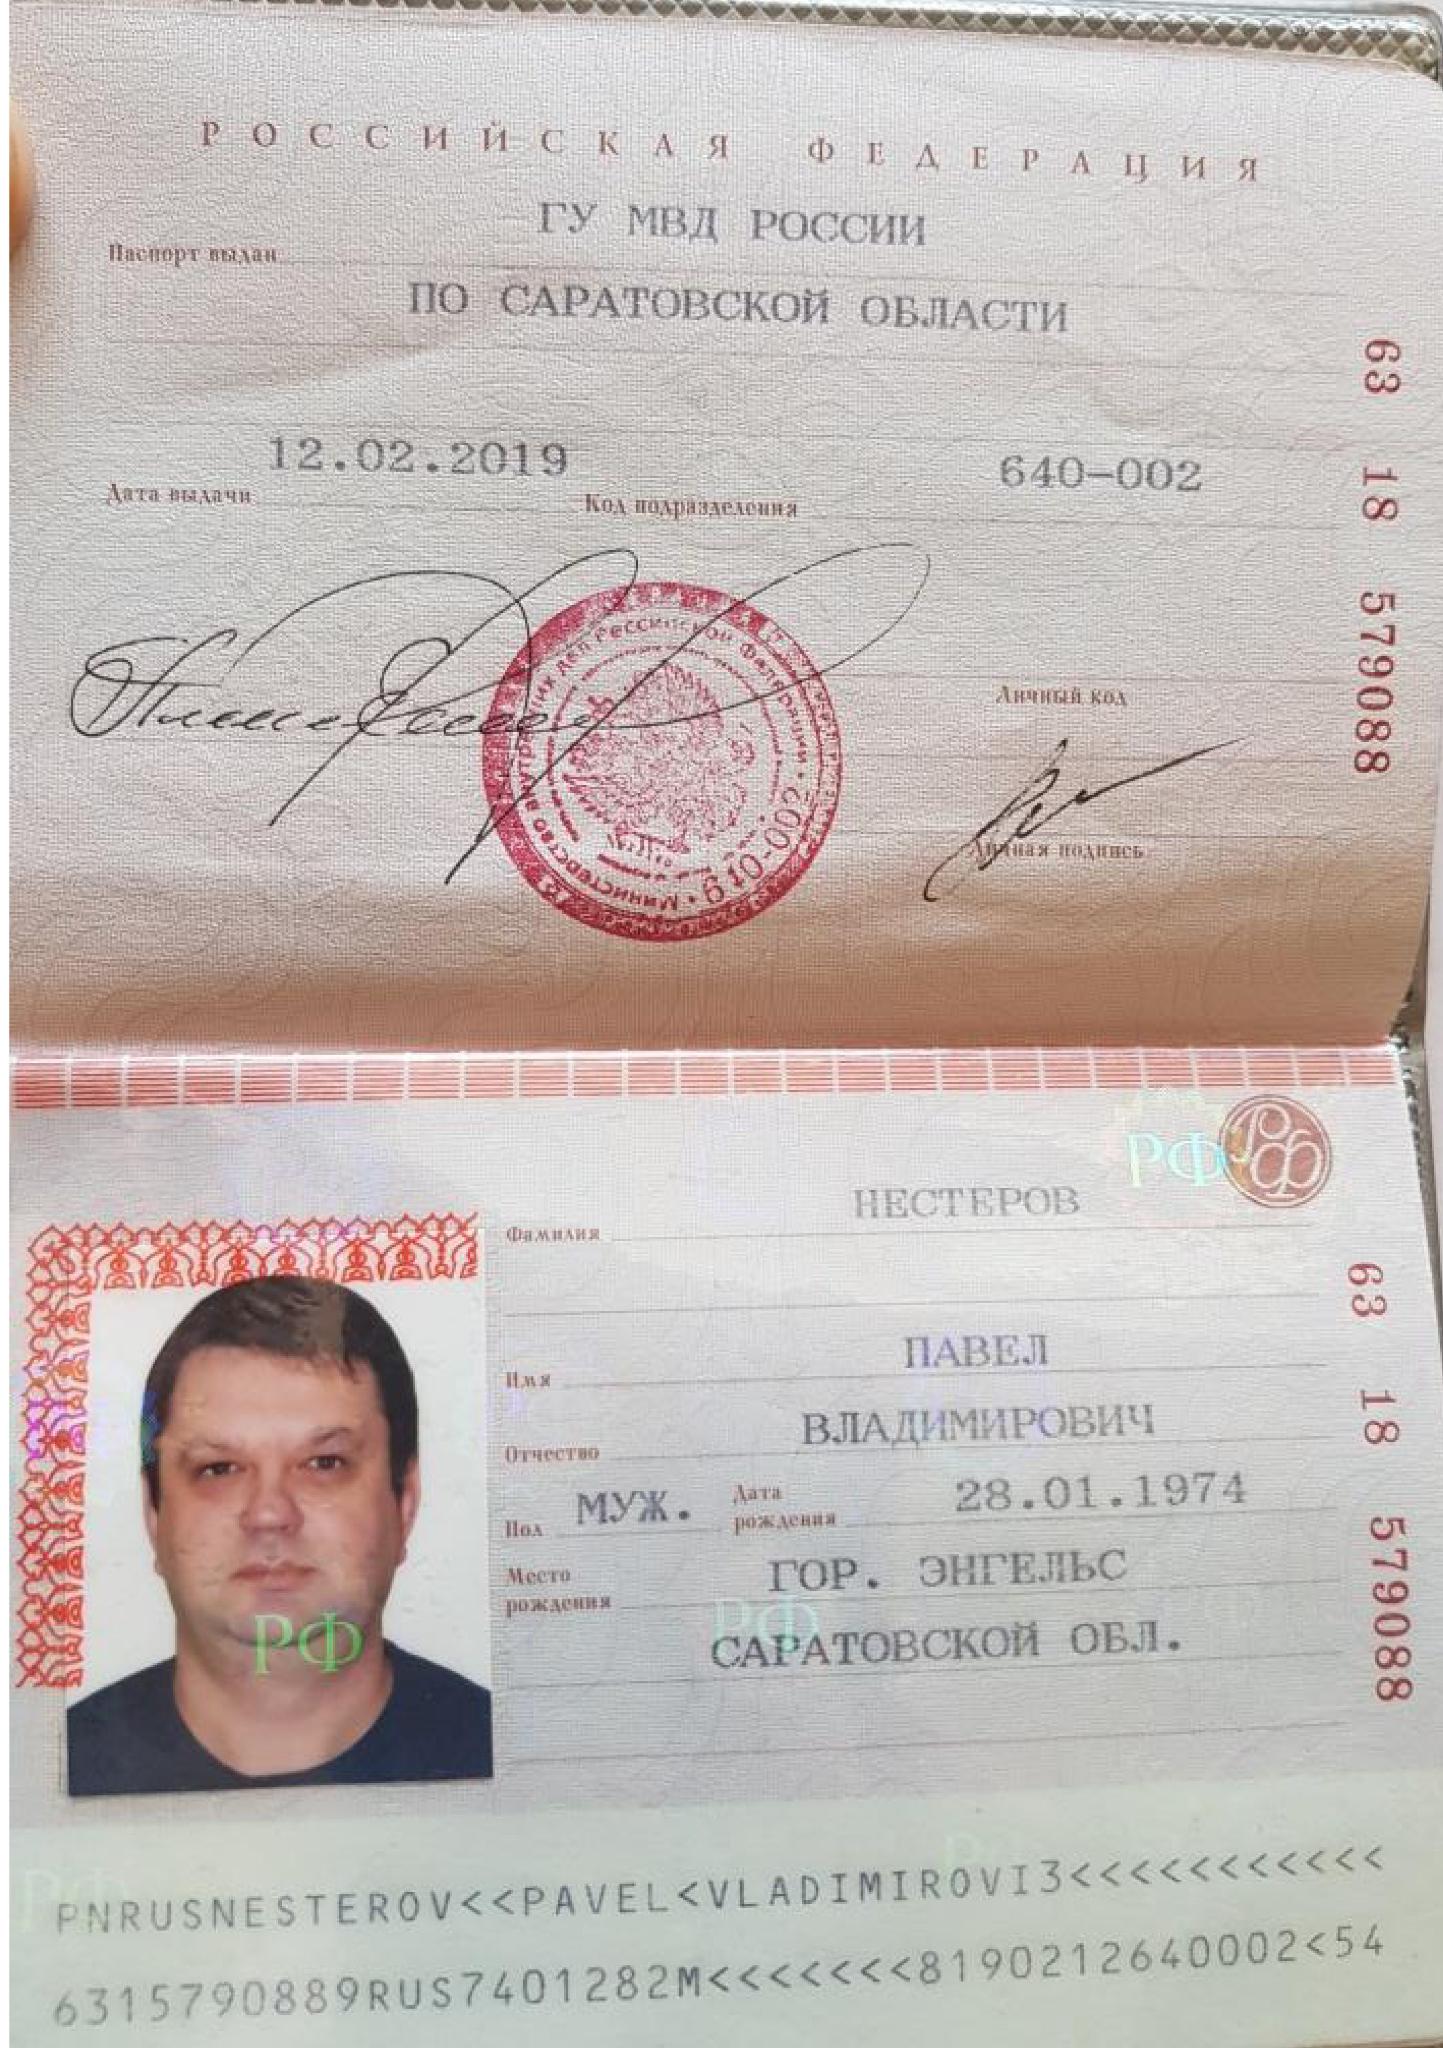 РОССИЙСКАЯ ФЕДЕРАЦИЯ
Паспорт выдан ГУ МВД РОССИИ
ПО САРАТОВСКОЙ ОБЛАСТИ
Дата выдачи 12.02.2019 Код подразделения 640-002
63 18 579088
Личный код
Личная подпись
Министерство внутренних дел Российской Федерации
РФ
РФ
Фамилия НЕСТЕРОВ
Имя ПАВЕЛ
Отчество ВЛАДИМИРОВИЧ
Пол МУЖ. Дата рождения 28.01.1974
Место рождения ГОР. ЭНГЕЛЬС
САРАТОВСКОЙ ОБЛ.
63 18 579088
РФ
РФ
PNRUSNESTEROV<<PAVEL<VLADIMIROVI3<<<<<<<<<<<
6315790889RUS7401282M<<<<<<<8190212640002<54